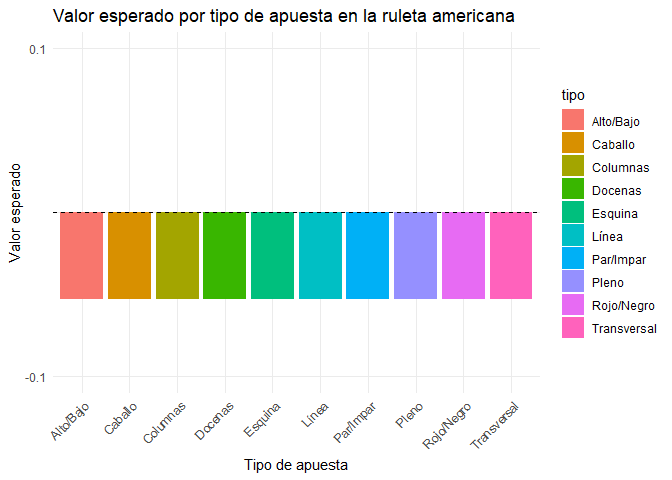 Valor esperado por tipo de apuesta en la ruleta americana
0.1
-0.1
Valor esperado
Alto/Bajo
Caballo
Columnas
Docenas
Esquina
Línea
Par/Impar
Pleno
Rojo/Negro
Transversal
Tipo de apuesta
tipo
Alto/Bajo
Caballo
Columnas
Docenas
Esquina
Línea
Par/Impar
Pleno
Rojo/Negro
Transversal